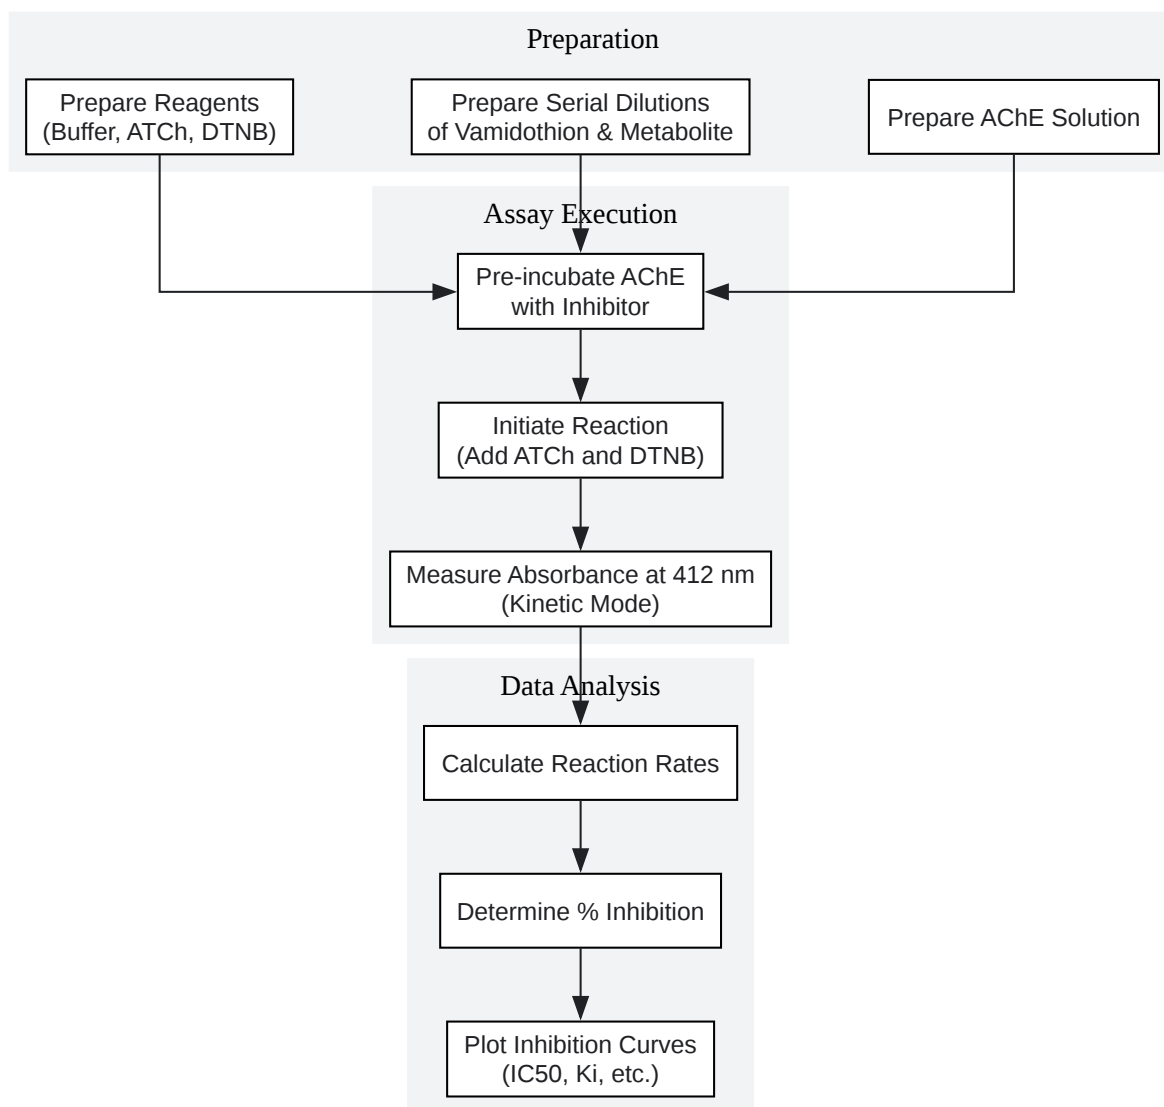 Preparation
Prepare Reagents
(Buffer, ATCh, DTNB)
Prepare Serial Dilutions
of Vamidothion & Metabolite
Prepare AChE Solution
Assay Execution
Pre-incubate AChE
with Inhibitor
Initiate Reaction
(Add ATCh and DTNB)
Measure Absorbance at 412 nm
(Kinetic Mode)
Data Analysis
Calculate Reaction Rates
Determine % Inhibition
Plot Inhibition Curves
(IC50, Ki, etc.)